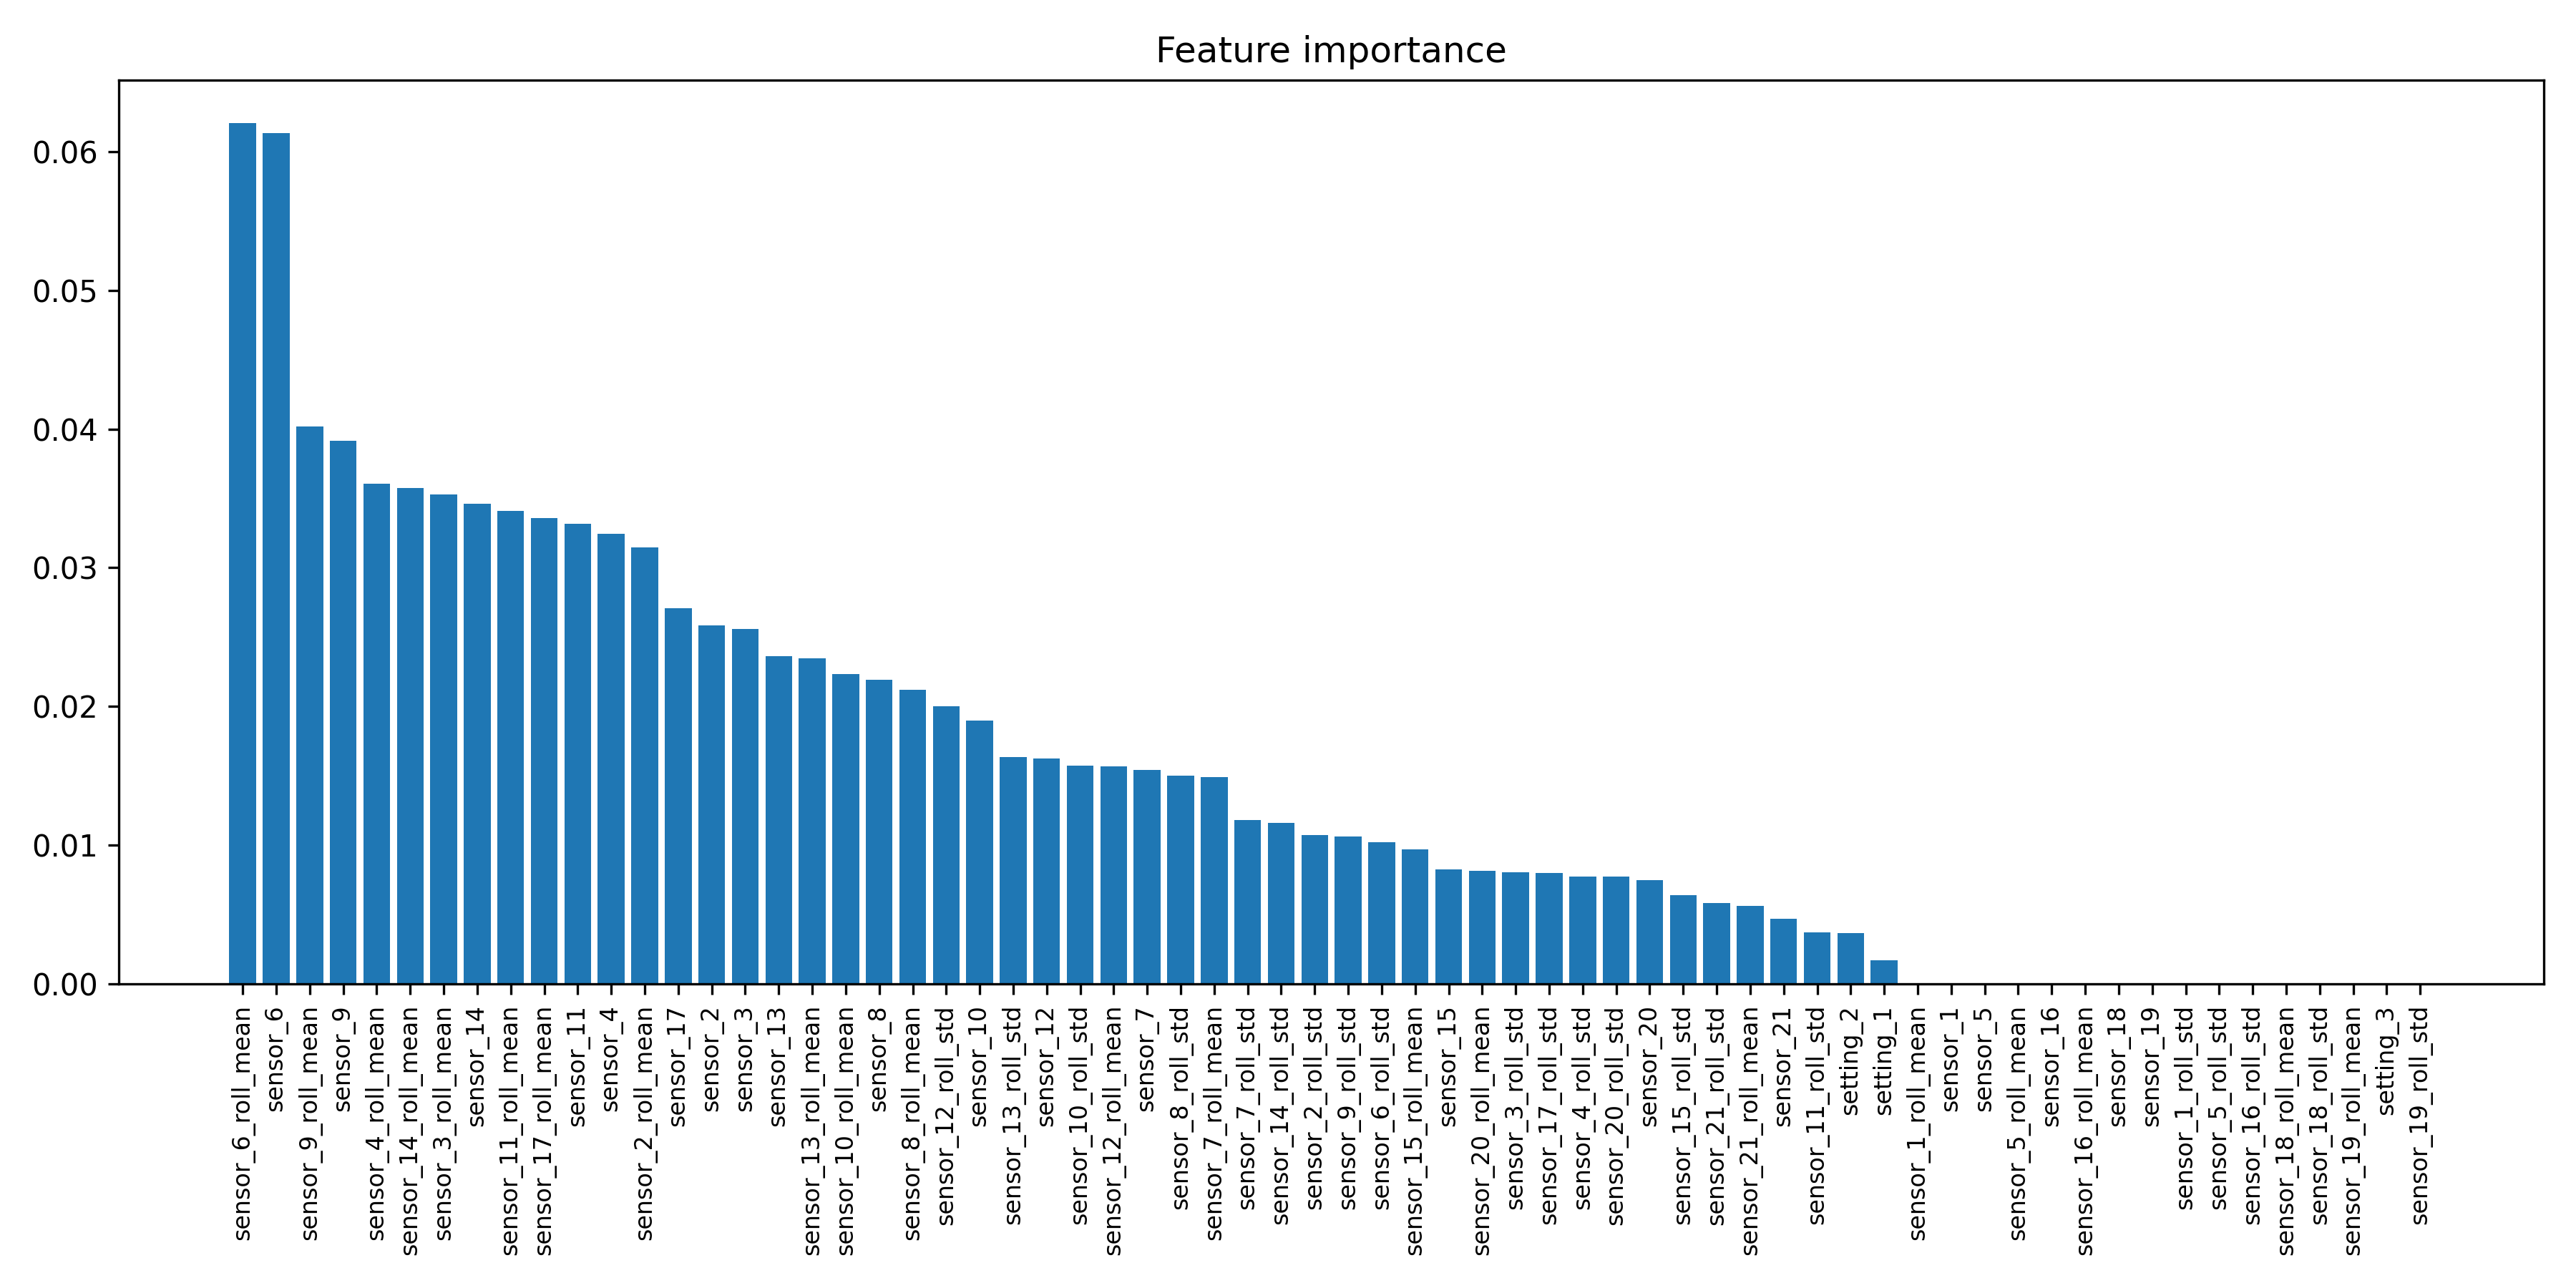 Feature importance
0.06
0.05
0.04
0.03
0.02
0.01
0.00
sensor_6_roll_mean
sensor_6
sensor_9_roll_mean
sensor_9
sensor_4_roll_mean
sensor_14_roll_mean
sensor_3_roll_mean
sensor_14
sensor_11_roll_mean
sensor_17_roll_mean
sensor_11
sensor_4
sensor_2_roll_mean
sensor_17
sensor_2
sensor_3
sensor_13
sensor_13_roll_mean
sensor_10_roll_mean
sensor_8
sensor_8_roll_mean
sensor_12_roll_std
sensor_10
sensor_13_roll_std
sensor_12
sensor_10_roll_std
sensor_12_roll_mean
sensor_7
sensor_8_roll_std
sensor_7_roll_mean
sensor_7_roll_std
sensor_14_roll_std
sensor_2_roll_std
sensor_9_roll_std
sensor_6_roll_std
sensor_15_roll_mean
sensor_15
sensor_20_roll_mean
sensor_3_roll_std
sensor_17_roll_std
sensor_4_roll_std
sensor_20_roll_std
sensor_20
sensor_15_roll_std
sensor_21_roll_std
sensor_21_roll_mean
sensor_21
sensor_11_roll_std
setting_2
setting_1
sensor_1_roll_mean
sensor_1
sensor_5
sensor_5_roll_mean
sensor_16
sensor_16_roll_mean
sensor_18
sensor_19
sensor_1_roll_std
sensor_5_roll_std
sensor_16_roll_std
sensor_18_roll_mean
sensor_18_roll_std
sensor_19_roll_mean
setting_3
sensor_19_roll_std